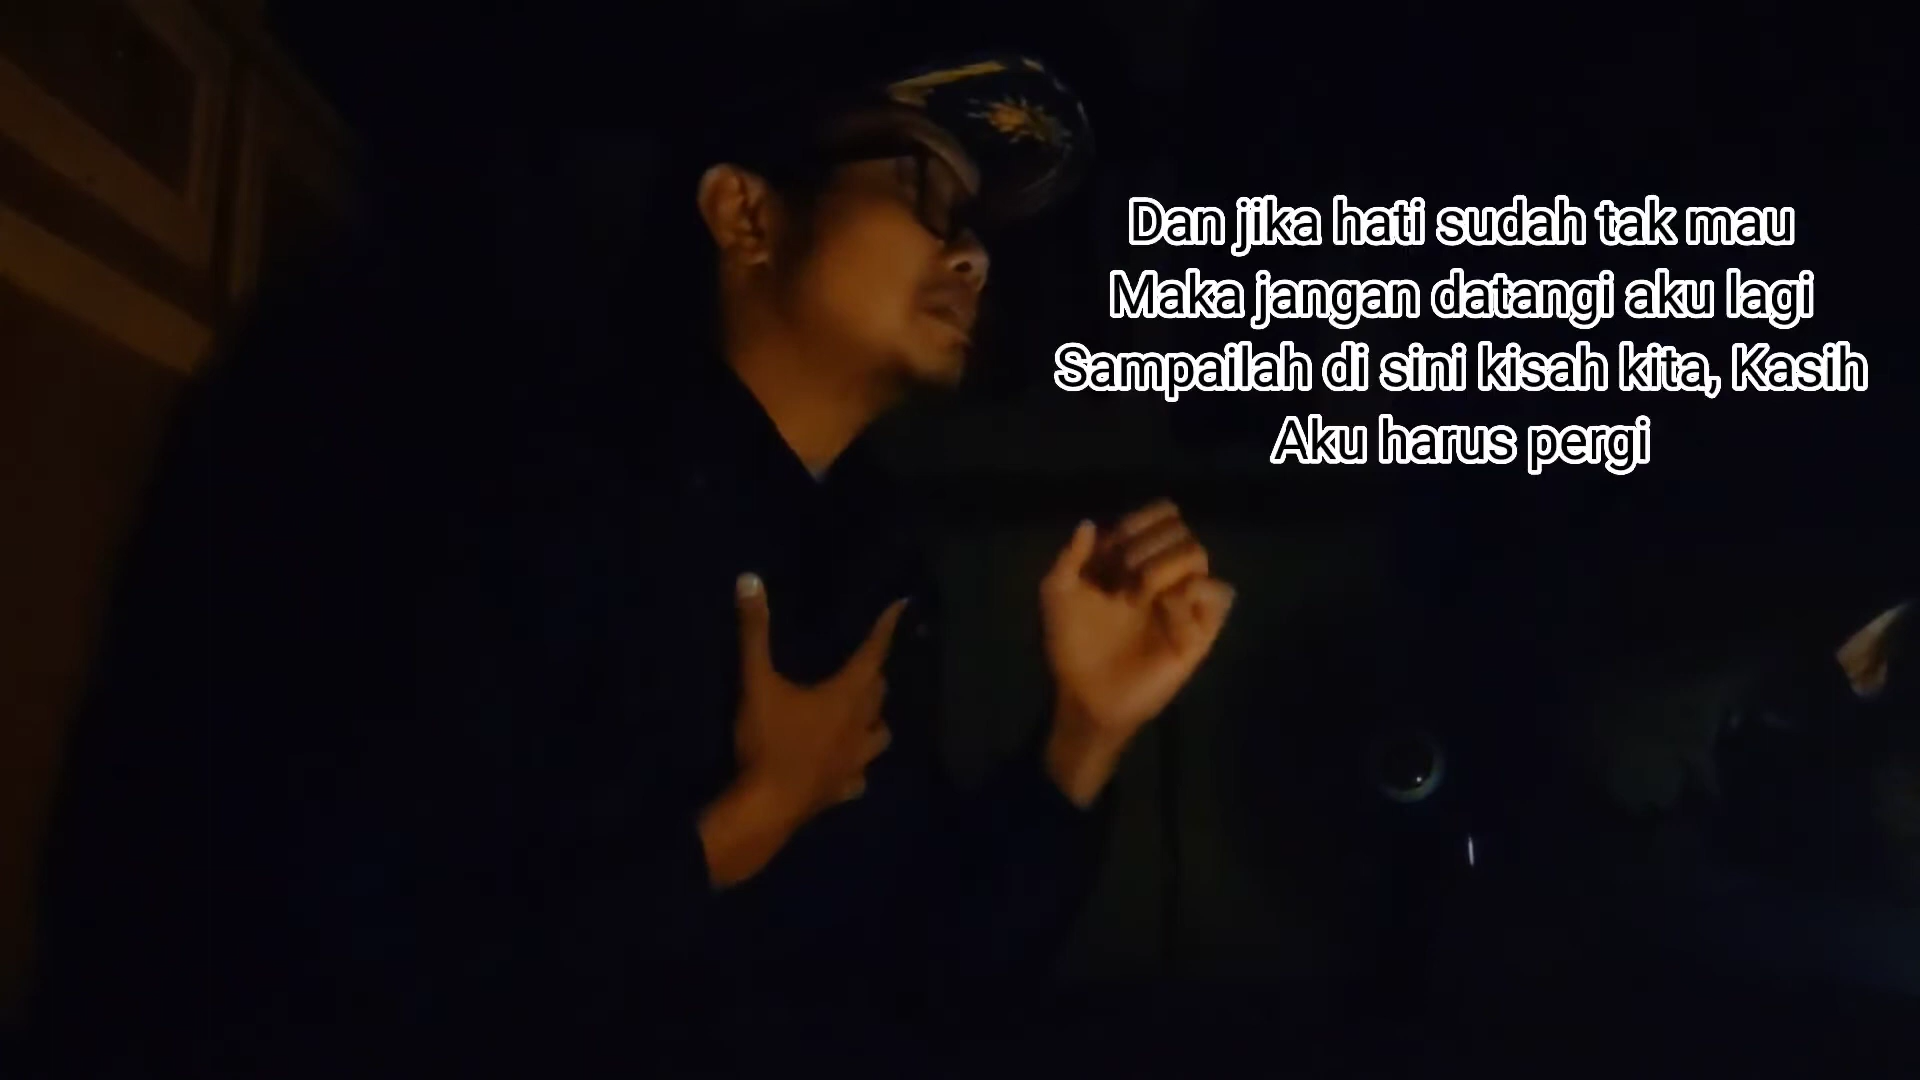 Dan jika hati sudah tak mau
Maka jangan datangi aku lagi
Sampailah di sini kisah kita, Kasih
Aku harus pergi